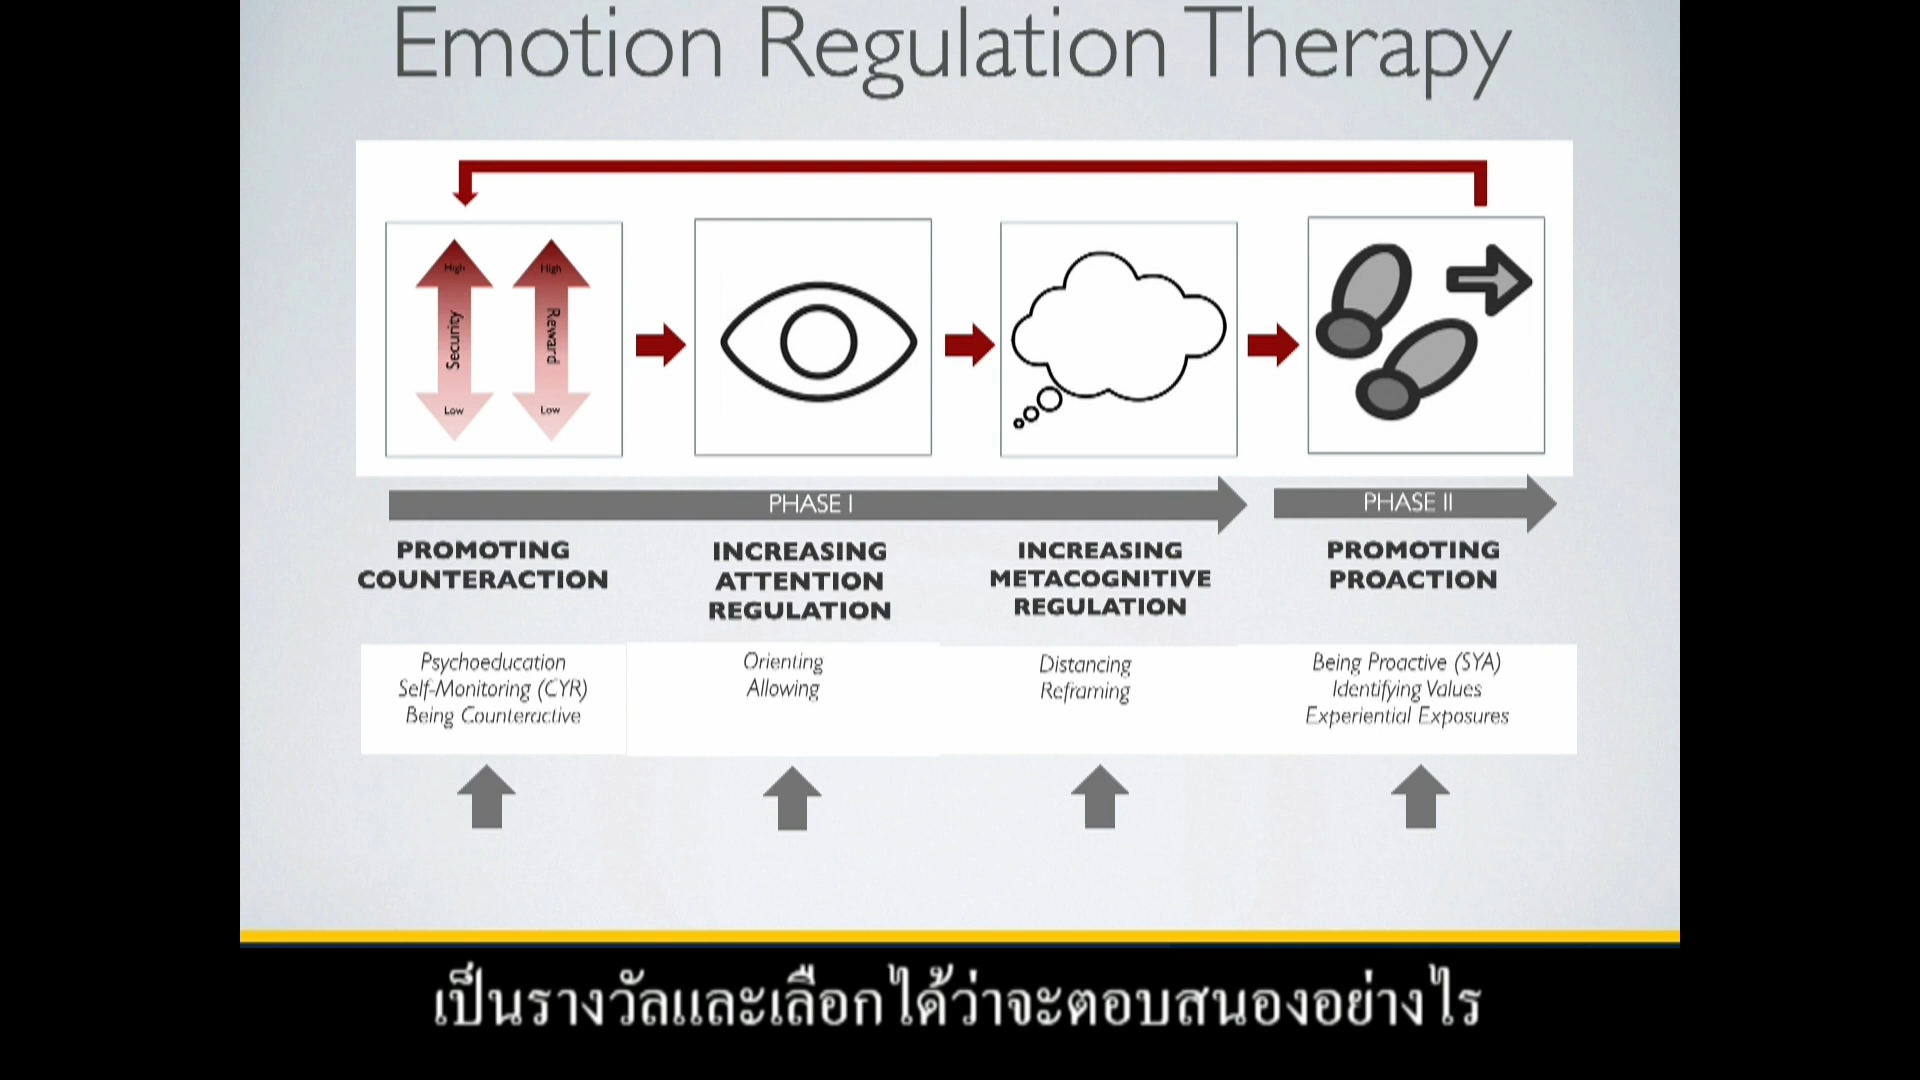 Emotion Regulation Therapy
High
Security
Low
High
Reward
Low
PHASE I
PHASE II
PROMOTING
COUNTERACTION
INCREASING
ATTENTION
REGULATION
INCREASING
METACOGNITIVE
REGULATION
PROMOTING
PROACTION
Psychoeducation
Self-Monitoring (CYR)
Being Counteractive
Orienting
Allowing
Distancing
Reframing
Being Proactive (SYA)
Identifying Values
Experiential Exposures
เป็นรางวัลและเลือกได้ว่าจะตอบสนองอย่างไร